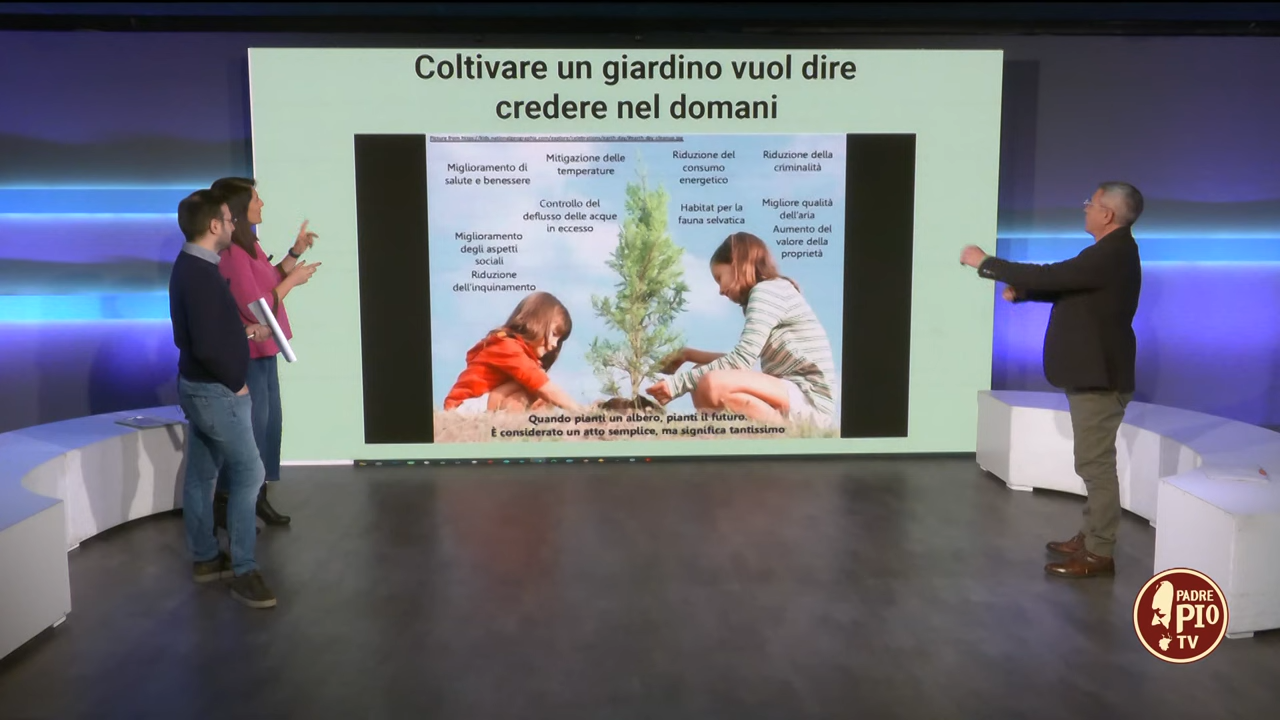 Coltivare un giardino vuol dire
credere nel domani
Miglioramento di
salute e benessere
Mitigazione delle
temperature
Riduzione del
consumo
energetico
Riduzione della
criminalità
Controllo del
deflusso delle acque
in eccesso
Habitat per la
fauna selvatica
Migliore qualità
dell'aria
Miglioramento
degli aspetti
sociali
Aumento del
valore della
proprietà
Riduzione
dell'inquinamento
Quando pianti un albero, pianti il futuro.
È considerato un atto semplice, ma significa tantissimo
PADRE
PIO
TV